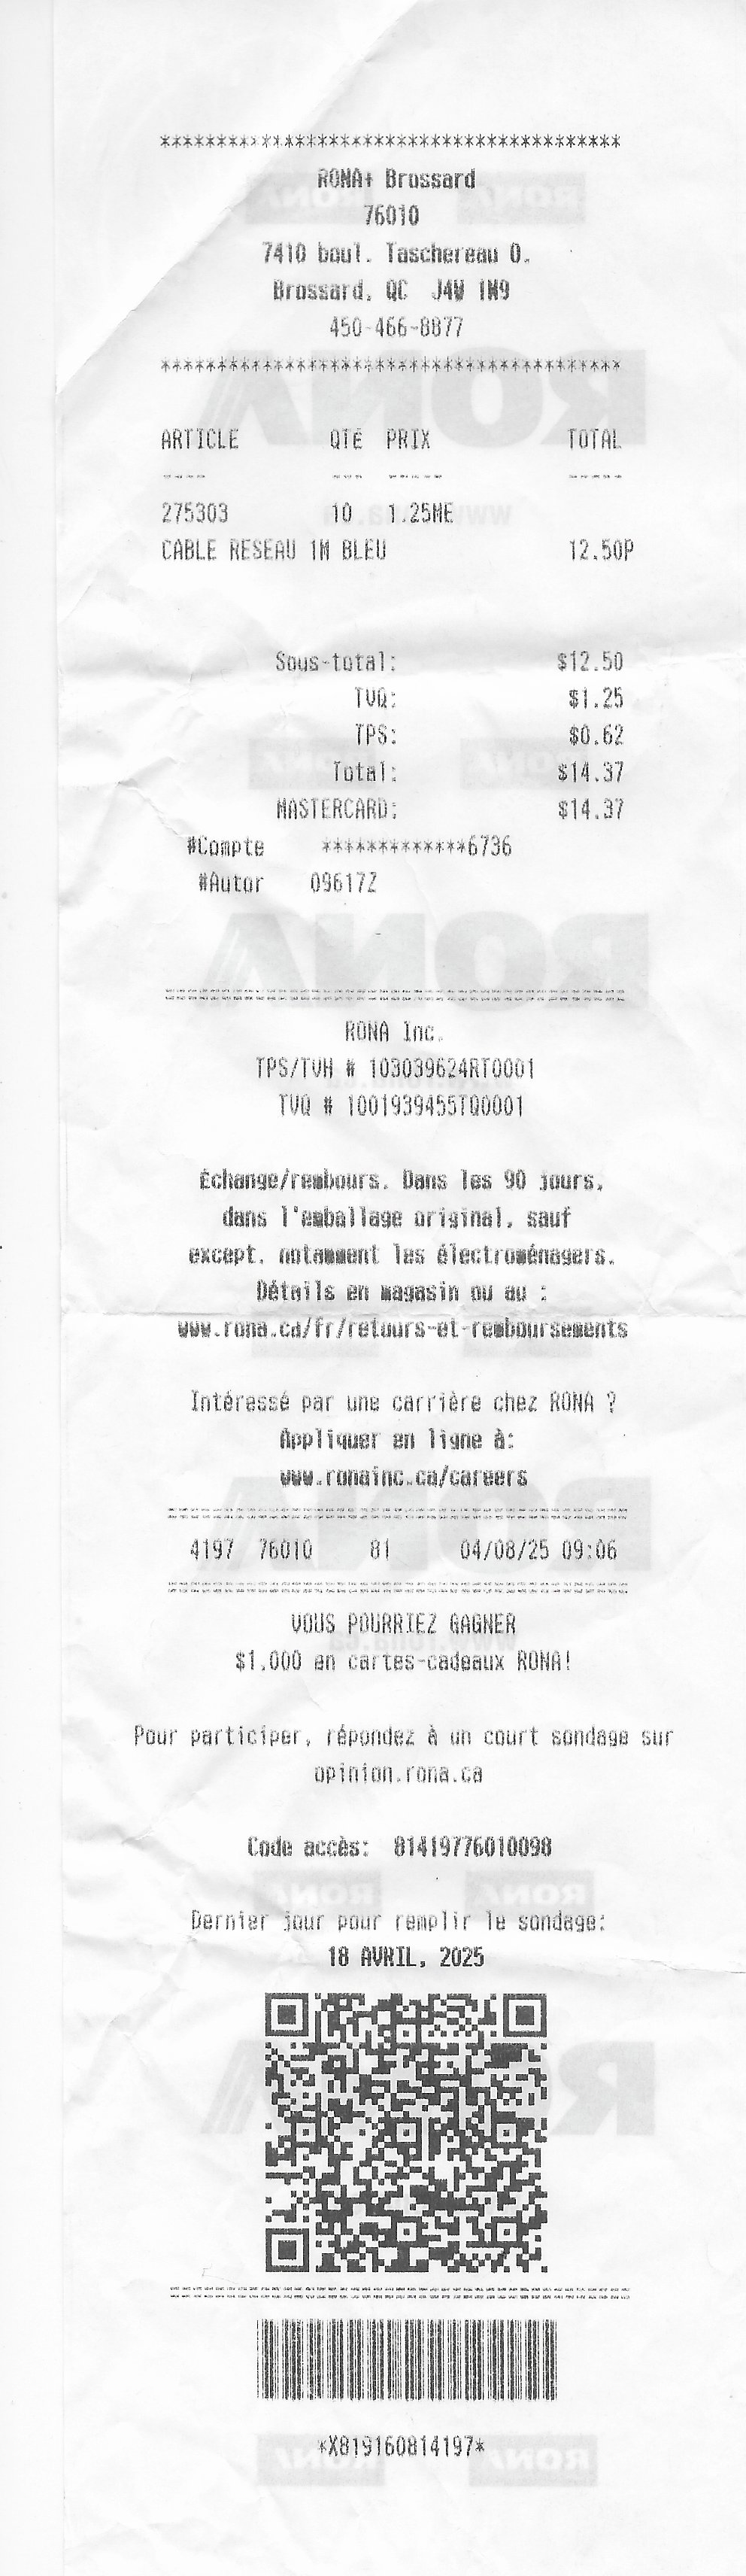 *****************************************
RONA+ Brossard
76010
7410 boul. Taschereau O.
Brossard, QC  J4W 1M9
450-466-8877
*****************************************
ARTICLE QTÉ PRIX TOTAL
---- --- ----- -----
275303 10 1.25ME
CABLE RESEAU 1M BLEU 12.50P
Sous-total: $12.50
TVQ: $1.25
TPS: $0.62
Total: $14.37
MASTERCARD: $14.37
#Compte ************6736
#Autor 09617Z
RONA Inc.
TPS/TVH # 103039624RT0001
TVQ # 1001939455TQ0001
Échange/rembours. Dans les 90 jours,
dans l'emballage original, sauf
except. notamment les électroménagers.
Détails en magasin ou au :
www.rona.ca/fr/retours-et-remboursements
Intéressé par une carrière chez RONA ?
Appliquer en ligne à:
www.ronainc.ca/careers
4197 76010 81 04/08/25 09:06
VOUS POURRIEZ GAGNER
$1,000 en cartes-cadeaux RONA!
Pour participer, répondez à un court sondage sur
opinion.rona.ca
Code accès: 81419776010098
Dernier jour pour remplir le sondage:
18 AVRIL, 2025
*X819160814197*